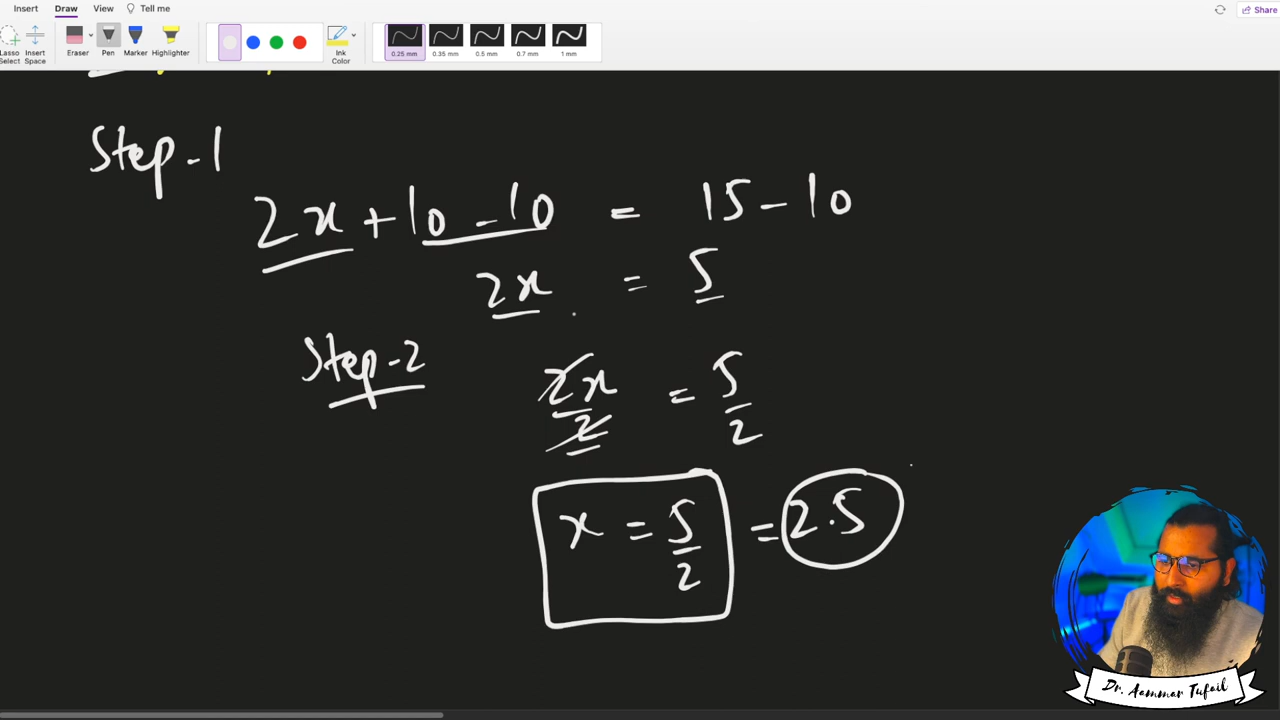 Insert Draw View Tell me Share
Lasso Select Insert Space Eraser Pen Marker Highlighter Ink Color 0.25 mm 0.35 mm 0.5 mm 0.7 mm 1 mm
Step-1
2x + 10 - 10 = 15 - 10
2x = 5
Step-2
2x/2 = 5/2
x = 5/2 = 2.5
Dr. Aammar Tufail